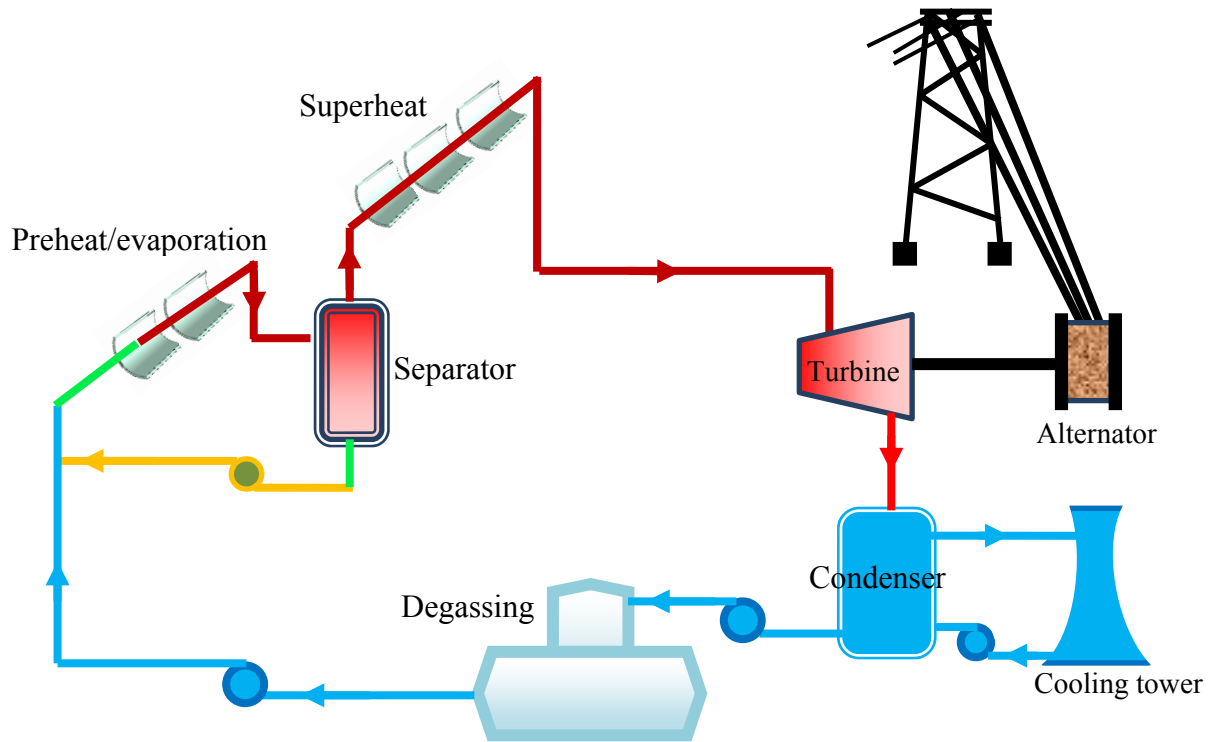 Superheat
Preheat/evaporation
Separator
Turbine
Alternator
Condenser
Degassing
Cooling tower